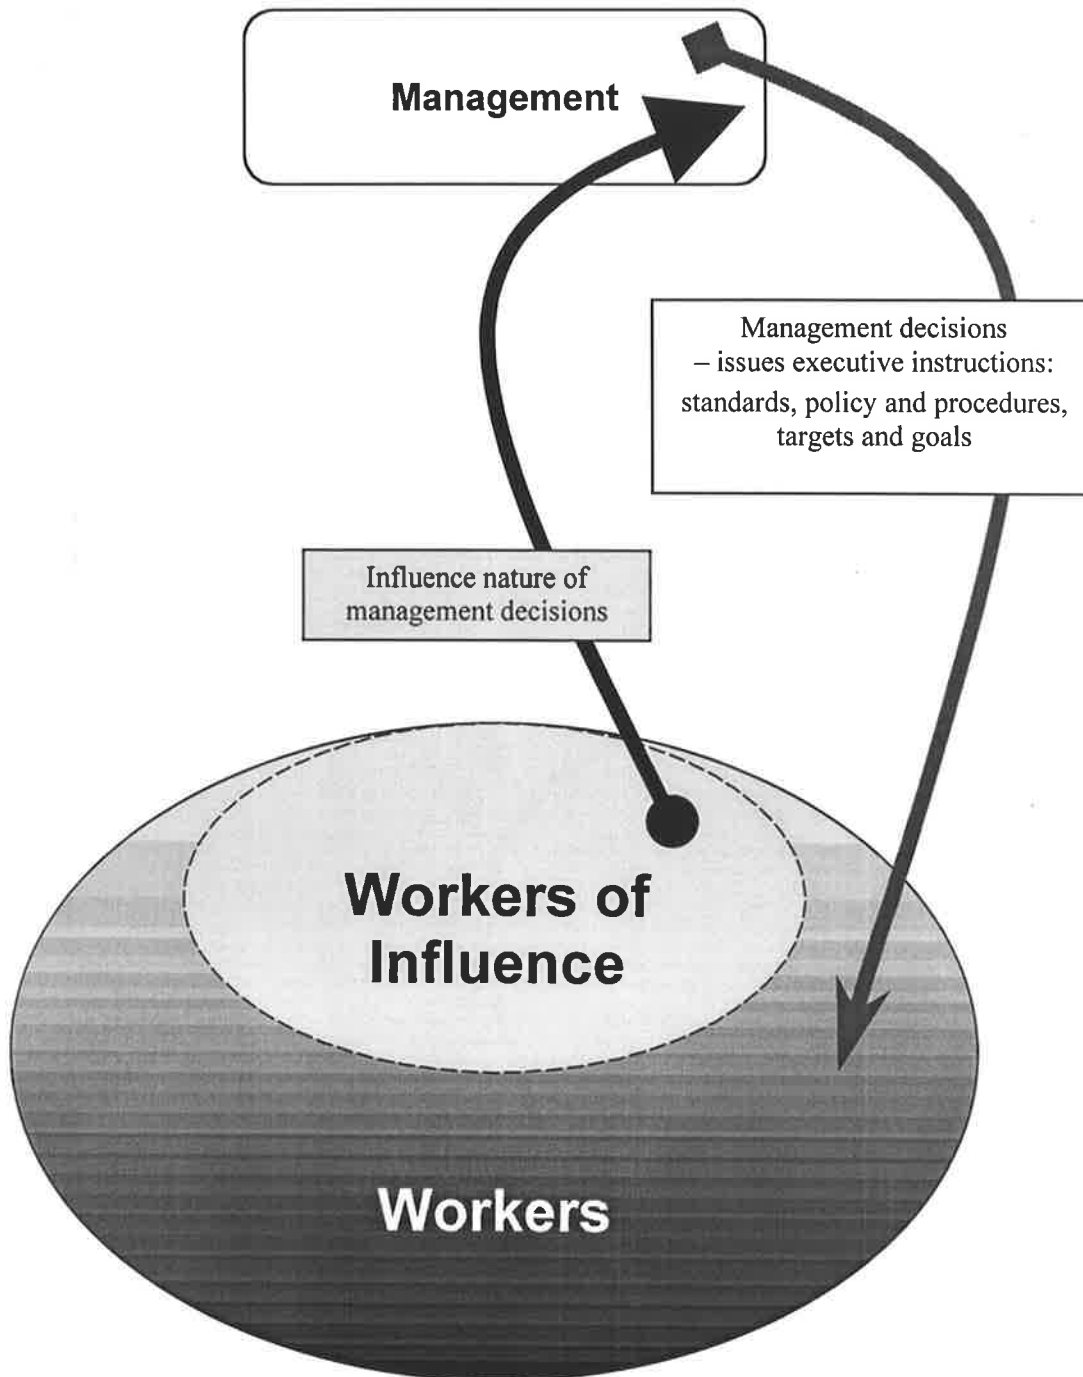 Management
Management decisions
– issues executive instructions:
standards, policy and procedures,
targets and goals
Influence nature of
management decisions
Workers of
Influence
Workers